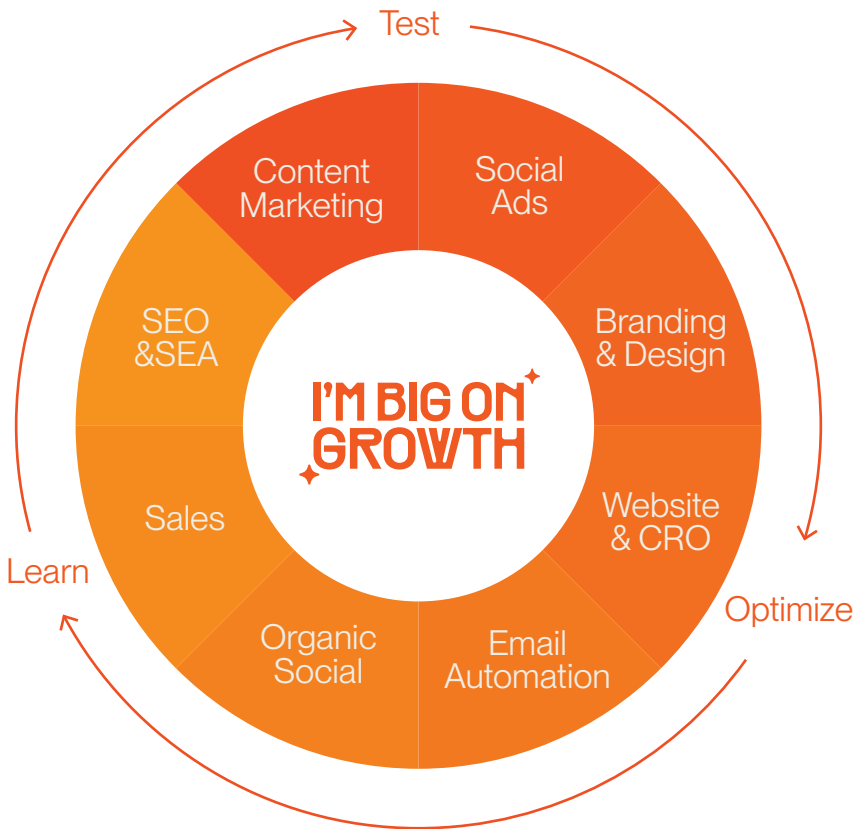 Test
Content
Marketing
Social
Ads
SEO
&SEA
Branding
& Design
I'M BIG ON
GROWTH
Sales
Website
& CRO
Learn
Optimize
Organic
Social
Email
Automation